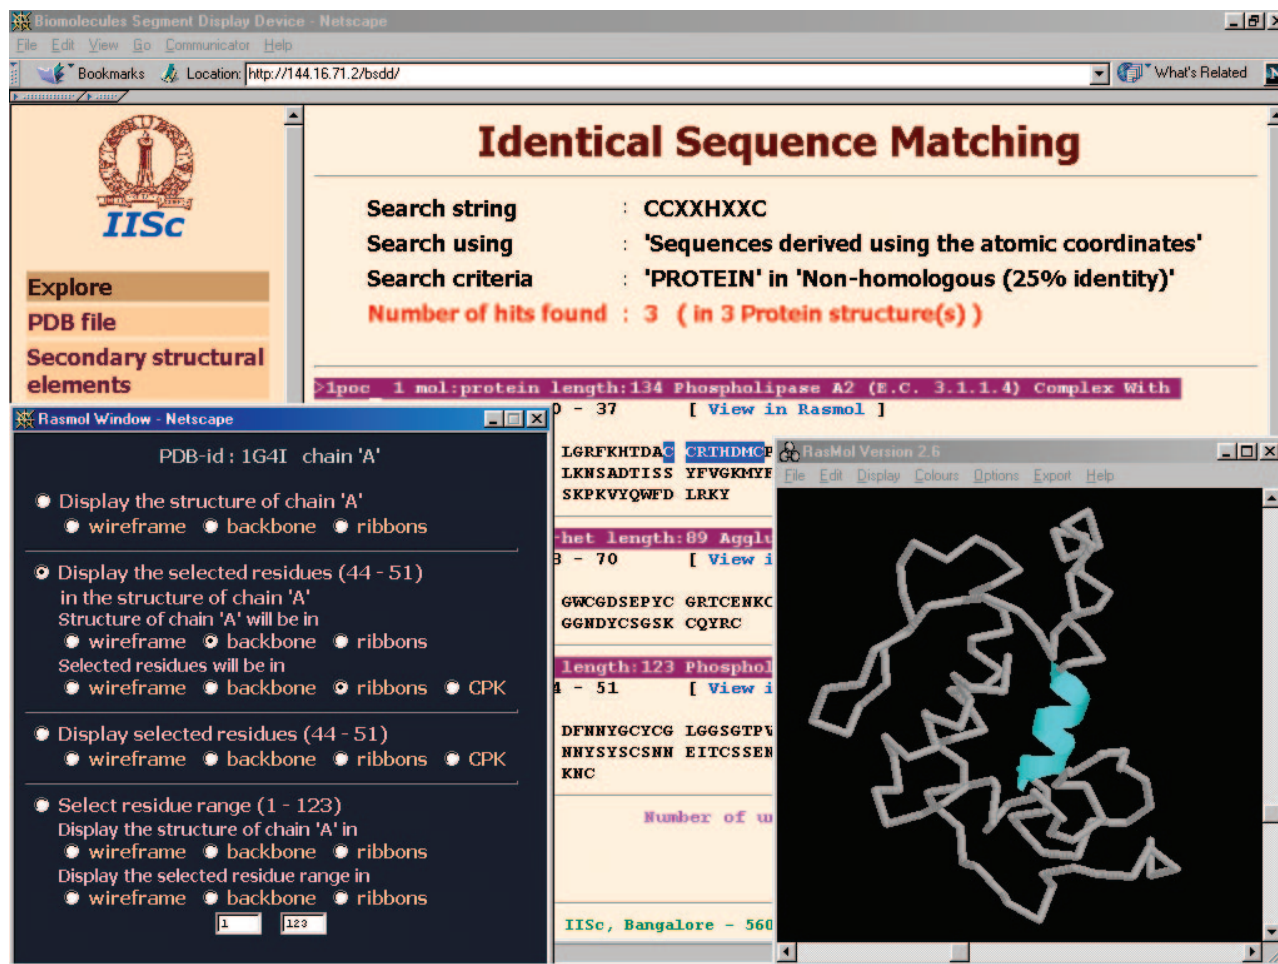 Biomolecules Segment Display Device - Netscape
File Edit View Go Communicator Help
Bookmarks Location: http://144.16.71.2/bsdd/ What's Related
IISc
Explore
PDB file
Secondary structural
elements
Identical Sequence Matching
Search string : CCXXHXXC
Search using : 'Sequences derived using the atomic coordinates'
Search criteria : 'PROTEIN' in 'Non-homologous (25% identity)'
Number of hits found : 3 ( in 3 Protein structure(s) )
>1poc_ 1 mol:protein length:134 Phospholipase A2 (E.C. 3.1.1.4) Complex With
0 - 37 [ View in Rasmol ]
LGRFKHTDAC CRTHDMCP
LKNSADTISS YFVGKMYF
SKPKVYQWFD LRKY
-het length:89 Agglu
3 - 70 [ View i
GWCGDSEPYC GRTCENKC
GGNDYCSGSK CQYRC
length:123 Phosphol
4 - 51 [ View i
DFNNYGCYCG LGGSGTPV
NNYSYSCSNN EITCSSEN
KNC
Number of u
IISc, Bangalore - 560
Rasmol Window - Netscape
PDB-id : 1G4I chain 'A'
Display the structure of chain 'A'
wireframe backbone ribbons
Display the selected residues (44 - 51)
in the structure of chain 'A'
Structure of chain 'A' will be in
wireframe backbone ribbons
Selected residues will be in
wireframe backbone ribbons CPK
Display selected residues (44 - 51)
wireframe backbone ribbons CPK
Select residue range (1 - 123)
Display the structure of chain 'A' in
wireframe backbone ribbons
Display the selected residue range in
wireframe backbone ribbons
1 123
RasMol Version 2.6
File Edit Display Colours Options Export Help